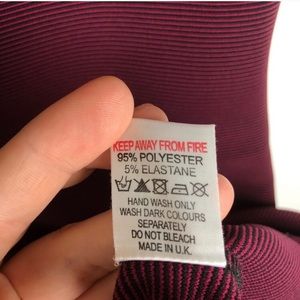 KEEP AWAY FROM FIRE
95% POLYESTER
5% ELASTANE
HAND WASH ONLY
WASH DARK COLOURS
SEPARATELY
DO NOT BLEACH
MADE IN U.K.